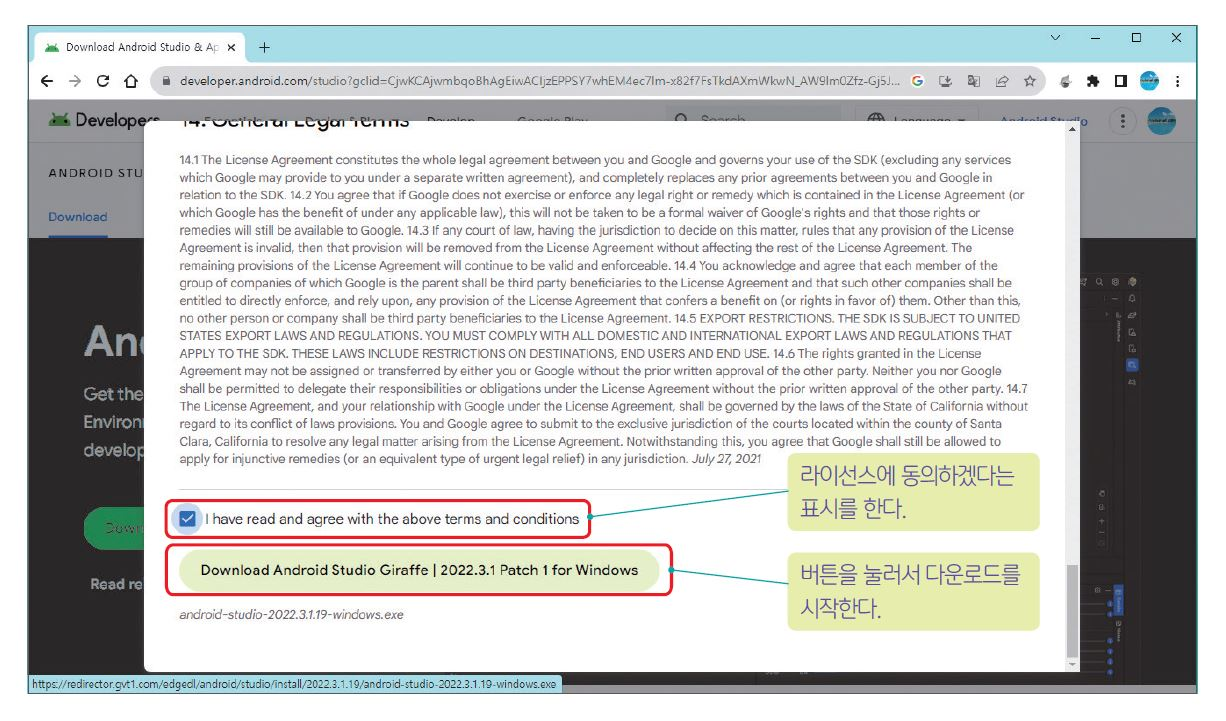 Download Android Studio & Ap
developer.android.com/studio?gclid=CjwKCAjwmbqoBhAgEiwACIjzEPPSY7whEM4ec7lm-x82f7FsTkdAXmWkwN_AW9Im0Zfz-Gj5J...
Developers
14. General Legal Terms
Develop
Google Play
Search
Language
Android Studio
ANDROID STU
Download
14.1 The License Agreement constitutes the whole legal agreement between you and Google and governs your use of the SDK (excluding any services
which Google may provide to you under a separate written agreement), and completely replaces any prior agreements between you and Google in
relation to the SDK. 14.2 You agree that if Google does not exercise or enforce any legal right or remedy which is contained in the License Agreement (or
which Google has the benefit of under any applicable law), this will not be taken to be a formal waiver of Google's rights and that those rights or
remedies will still be available to Google. 14.3 If any court of law, having the jurisdiction to decide on this matter, rules that any provision of the License
Agreement is invalid, then that provision will be removed from the License Agreement without affecting the rest of the License Agreement. The
remaining provisions of the License Agreement will continue to be valid and enforceable. 14.4 You acknowledge and agree that each member of the
group of companies of which Google is the parent shall be third party beneficiaries to the License Agreement and that such other companies shall be
entitled to directly enforce, and rely upon, any provision of the License Agreement that confers a benefit on (or rights in favor of) them. Other than this,
no other person or company shall be third party beneficiaries to the License Agreement. 14.5 EXPORT RESTRICTIONS. THE SDK IS SUBJECT TO UNITED
STATES EXPORT LAWS AND REGULATIONS. YOU MUST COMPLY WITH ALL DOMESTIC AND INTERNATIONAL EXPORT LAWS AND REGULATIONS THAT
APPLY TO THE SDK. THESE LAWS INCLUDE RESTRICTIONS ON DESTINATIONS, END USERS AND END USE. 14.6 The rights granted in the License
Agreement may not be assigned or transferred by either you or Google without the prior written approval of the other party. Neither you nor Google
shall be permitted to delegate their responsibilities or obligations under the License Agreement without the prior written approval of the other party. 14.7
The License Agreement, and your relationship with Google under the License Agreement, shall be governed by the laws of the State of California without
regard to its conflict of laws provisions. You and Google agree to submit to the exclusive jurisdiction of the courts located within the county of Santa
Clara, California to resolve any legal matter arising from the License Agreement. Notwithstanding this, you agree that Google shall still be allowed to
apply for injunctive remedies (or an equivalent type of urgent legal relief) in any jurisdiction. July 27, 2021
An
Get the
Environ
develop
Down
Read re
라이선스에 동의하겠다는
표시를 한다.
I have read and agree with the above terms and conditions
Download Android Studio Giraffe | 2022.3.1 Patch 1 for Windows
버튼을 눌러서 다운로드를
시작한다.
android-studio-2022.3.1.19-windows.exe
https://redirector.gvt1.com/edgedl/android/studio/install/2022.3.1.19/android-studio-2022.3.1.19-windows.exe